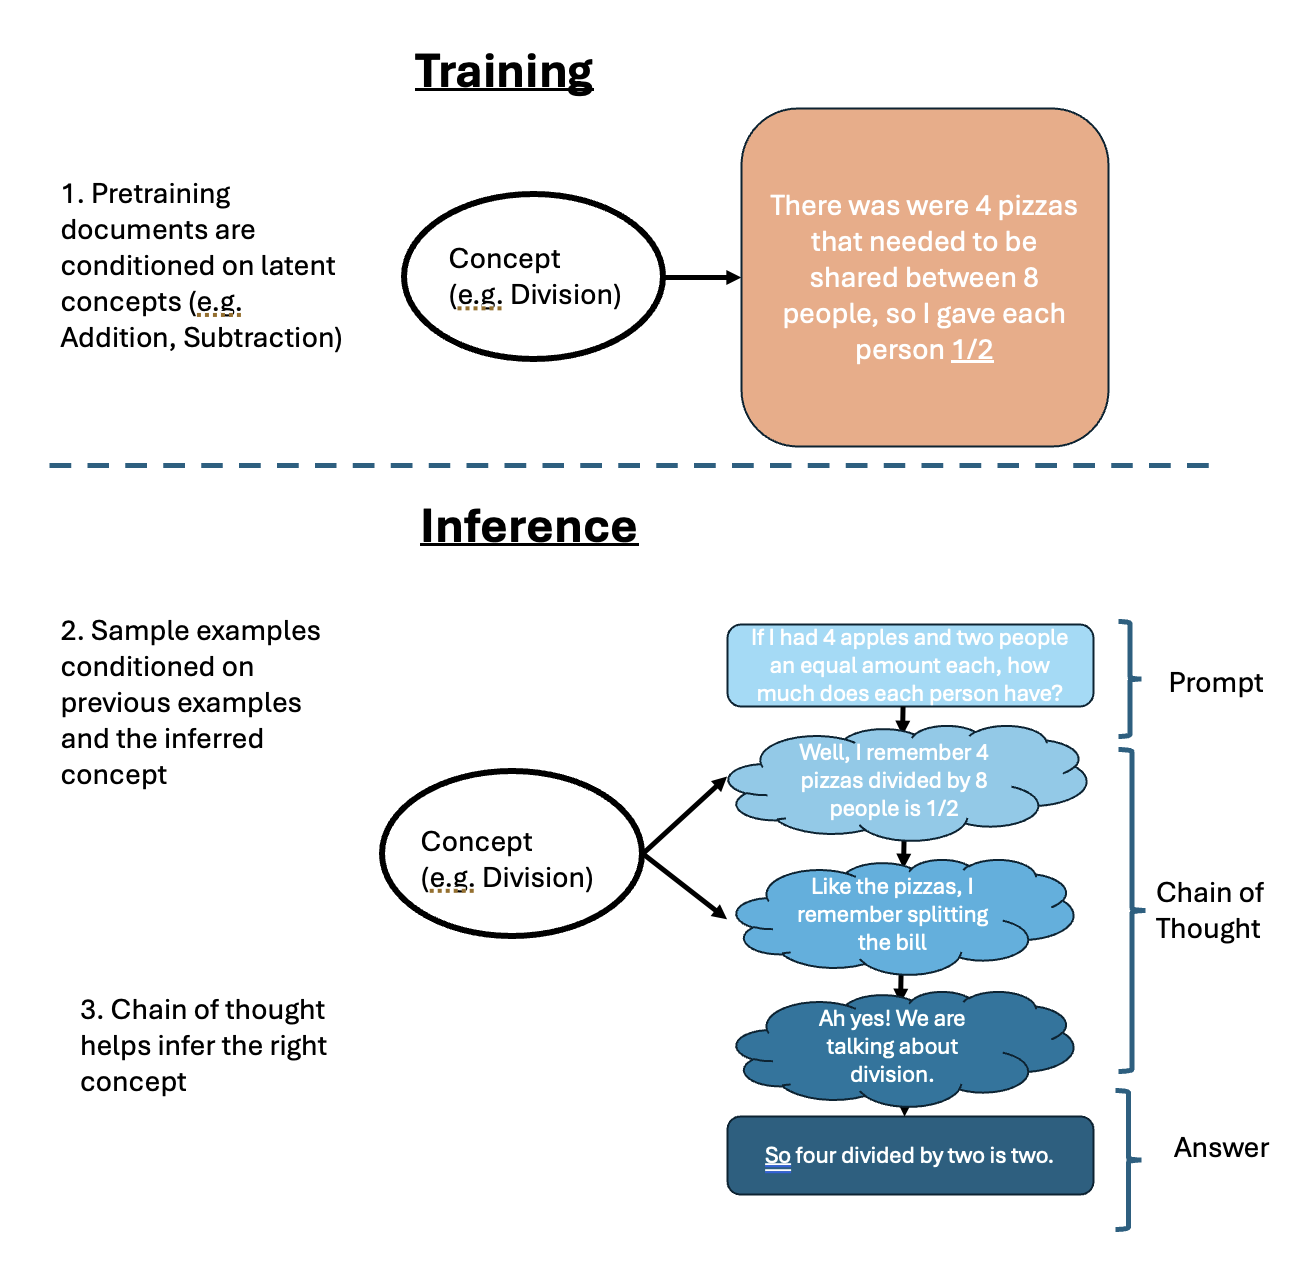 Training
1. Pretraining
documents are
conditioned on latent
concepts (e.g.
Addition, Subtraction)
Concept
(e.g. Division)
There was were 4 pizzas
that needed to be
shared between 8
people, so I gave each
person 1/2
Inference
2. Sample examples
conditioned on
previous examples
and the inferred
concept
Concept
(e.g. Division)
3. Chain of thought
helps infer the right
concept
If I had 4 apples and two people
an equal amount each, how
much does each person have?
Prompt
Well, I remember 4
pizzas divided by 8
people is 1/2
Like the pizzas, I
remember splitting
the bill
Ah yes! We are
talking about
division.
Chain of
Thought
So four divided by two is two.
Answer